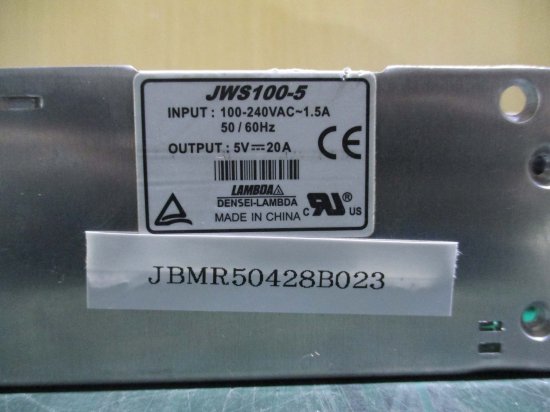 JWS100-5
INPUT : 100-240VAC~1.5A
50 / 60Hz
OUTPUT : 5V⎓20A
CE
LAMBDA
DENSEI-LAMBDA
MADE IN CHINA
C RU US
JBMR50428B023